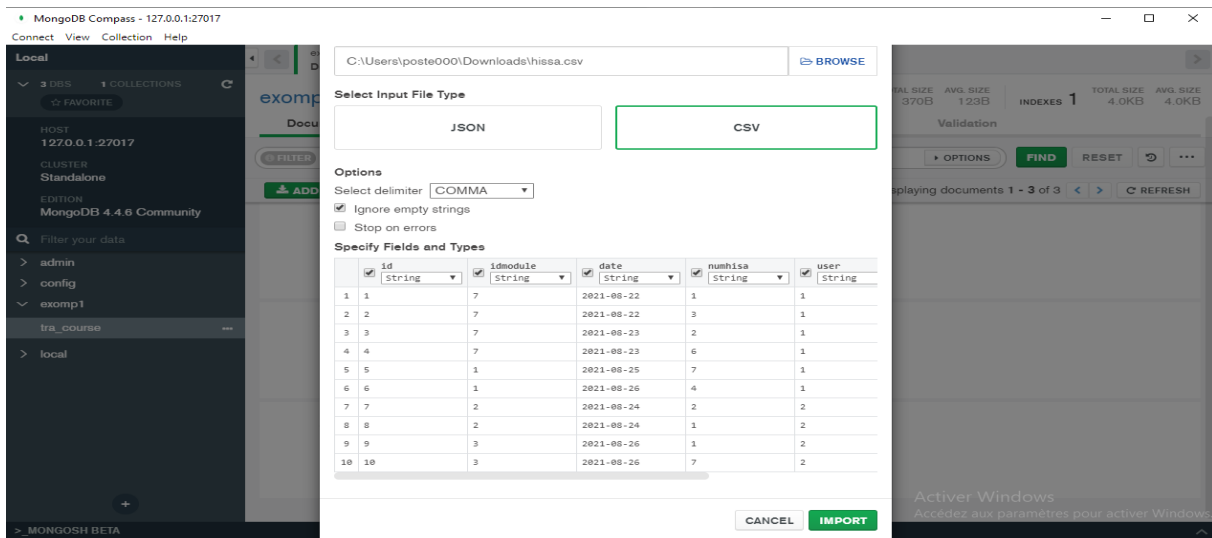 MongoDB Compass - 127.0.0.1:27017
Connect View Collection Help
Local
3 DBS 1 COLLECTIONS
FAVORITE
HOST
127.0.0.1:27017
CLUSTER
Standalone
EDITION
MongoDB 4.4.6 Community
Filter your data
admin
config
exomp1
tra_course
local
>_MONGOSH BETA
C:\Users\poste000\Downloads\hissa.csv
BROWSE
Select Input File Type
JSON CSV
Options
Select delimiter COMMA
Ignore empty strings
Stop on errors
Specify Fields and Types
id idmodule date numhisa user
String String String String String
1 1 7 2021-08-22 1 1
2 2 7 2021-08-22 3 1
3 3 7 2021-08-23 2 1
4 4 7 2021-08-23 6 1
5 5 1 2021-08-25 7 1
6 6 1 2021-08-26 4 1
7 7 2 2021-08-24 2 2
8 8 2 2021-08-24 1 2
9 9 3 2021-08-26 1 2
10 10 3 2021-08-26 7 2
CANCEL IMPORT
exomp
Docu
FILTER
ADD
AVG. SIZE TOTAL SIZE AVG. SIZE
370B 123B INDEXES 1 4.0KB 4.0KB
Validation
OPTIONS FIND RESET ...
splaying documents 1 - 3 of 3 < > REFRESH
Activer Windows
Accédez aux paramètres pour activer Windows.